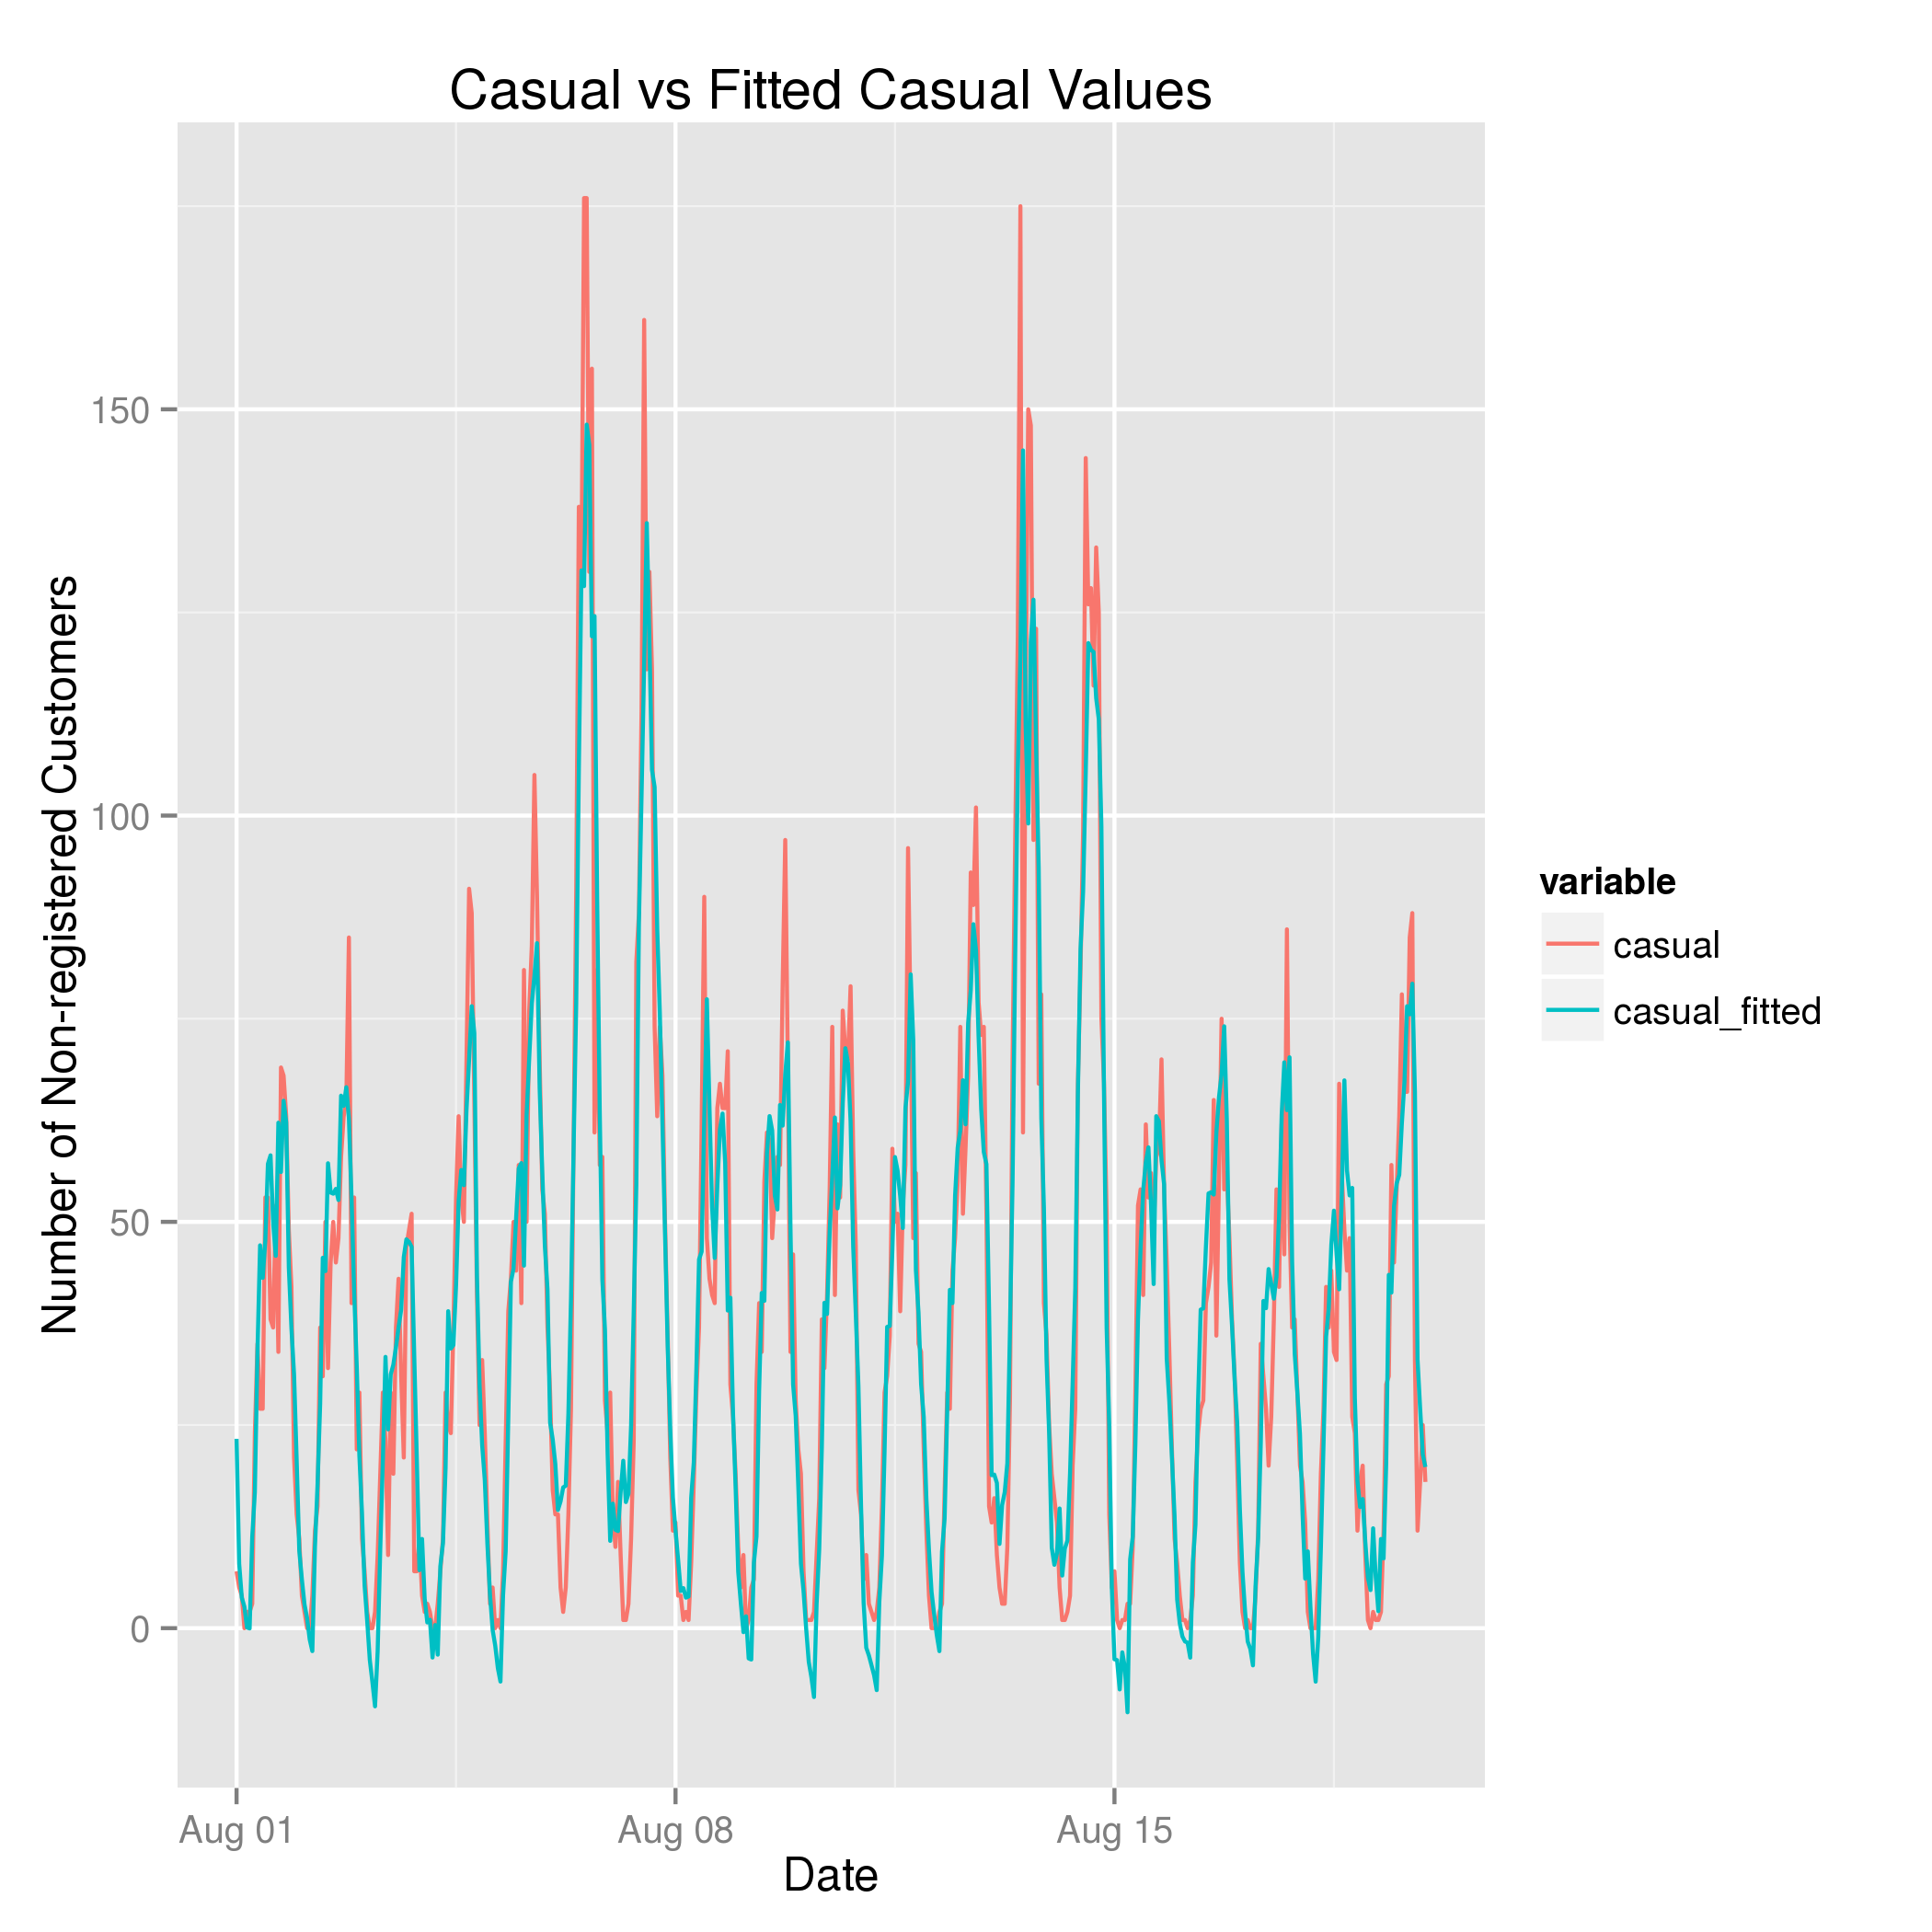 Casual vs Fitted Casual Values
Number of Non-registered Customers
150
100
50
0
Aug 01
Aug 08
Aug 15
Date
variable
casual
casual_fitted